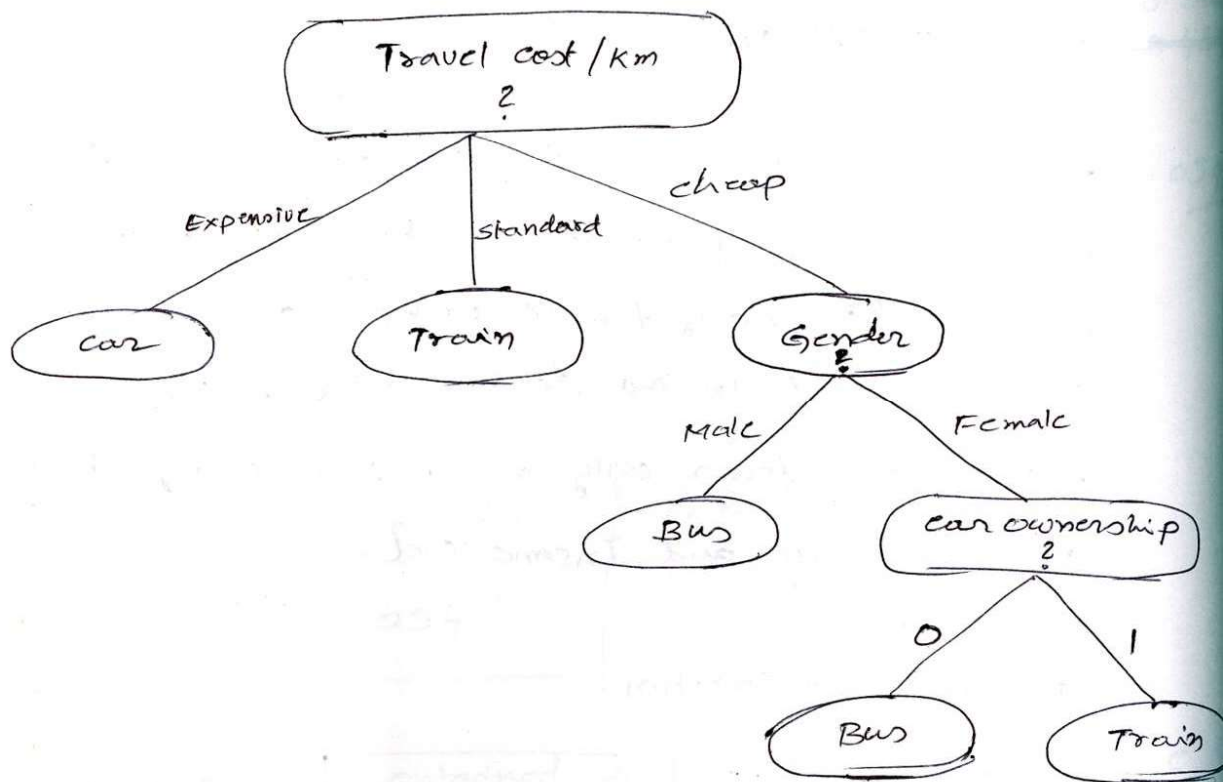 Travel cost/km
?
Expensive
standard
cheap
car
Train
Gender
?
Male
Female
Bus
car ownership
?
0
1
Bus
Train